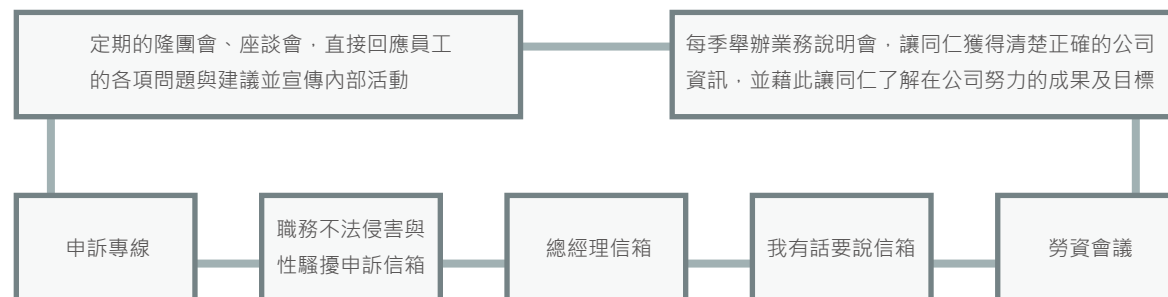 定期的隆團會、座談會，直接回應員工
的各項問題與建議並宣傳內部活動
每季舉辦業務說明會，讓同仁獲得清楚正確的公司
資訊，並藉此讓同仁了解在公司努力的成果及目標
申訴專線
職務不法侵害與
性騷擾申訴信箱
總經理信箱
我有話要說信箱
勞資會議